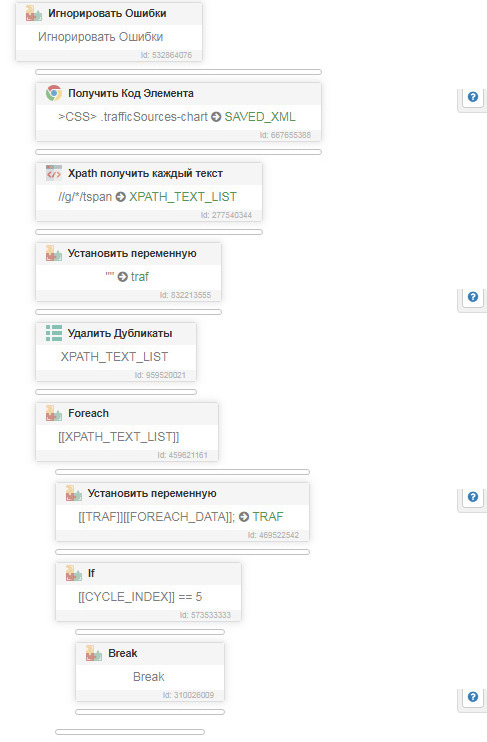 Игнорировать Ошибки
Игнорировать Ошибки
Id: 532864076
Получить Код Элемента
>CSS> .trafficSources-chart SAVED_XML
Id: 667655388
Xpath получить каждый текст
//g/*/tspan XPATH_TEXT_LIST
Id: 277540344
Установить переменную
"" traf
Id: 832213555
Удалить Дубликаты
XPATH_TEXT_LIST
Id: 959520021
Foreach
[[XPATH_TEXT_LIST]]
Id: 459621161
Установить переменную
[[TRAF]][[FOREACH_DATA]]; TRAF
Id: 469522542
If
[[CYCLE_INDEX]] == 5
Id: 573533333
Break
Break
Id: 310026009